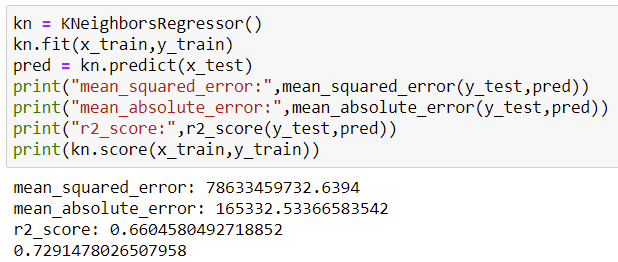 kn = KNeighborsRegressor()
kn.fit(x_train,y_train)
pred = kn.predict(x_test)
print("mean_squared_error:",mean_squared_error(y_test,pred))
print("mean_absolute_error:",mean_absolute_error(y_test,pred))
print("r2_score:",r2_score(y_test,pred))
print(kn.score(x_train,y_train))
mean_squared_error: 78633459732.6394
mean_absolute_error: 165332.53366583542
r2_score: 0.6604580492718852
0.7291478026507958